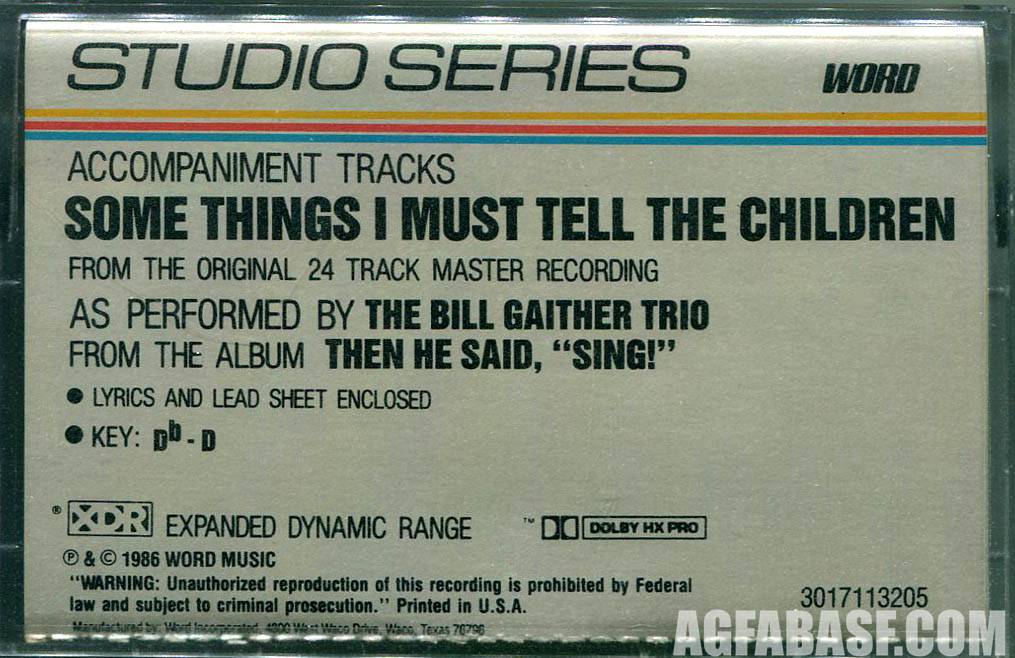 STUDIO SERIES WORD
ACCOMPANIMENT TRACKS
SOME THINGS I MUST TELL THE CHILDREN
FROM THE ORIGINAL 24 TRACK MASTER RECORDING
AS PERFORMED BY THE BILL GAITHER TRIO
FROM THE ALBUM THEN HE SAID, “SING!”
● LYRICS AND LEAD SHEET ENCLOSED
● KEY: Db - D
® XDR EXPANDED DYNAMIC RANGE ™ DOLBY HX PRO
℗ & © 1986 WORD MUSIC
“WARNING: Unauthorized reproduction of this recording is prohibited by Federal
law and subject to criminal prosecution.” Printed in U.S.A.
3017113205
Manufactured by: Word Incorporated, 4800 West Waco Drive, Waco, Texas 76796
AGFABASF.COM